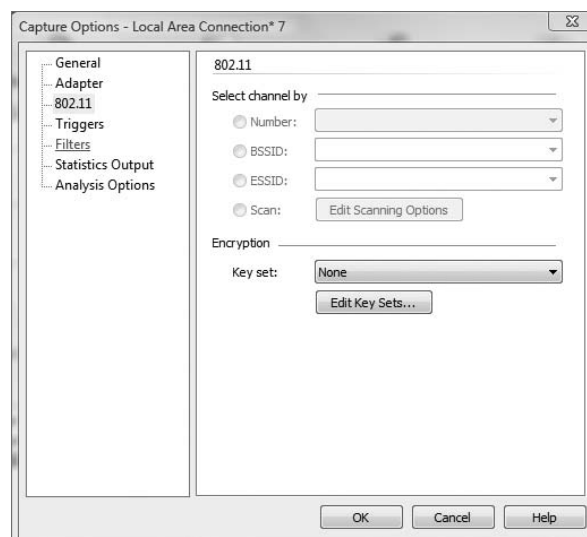 Capture Options - Local Area Connection* 7
General
Adapter
802.11
Triggers
Filters
Statistics Output
Analysis Options
802.11
Select channel by
Number:
BSSID:
ESSID:
Scan: Edit Scanning Options
Encryption
Key set: None
Edit Key Sets...
OK Cancel Help